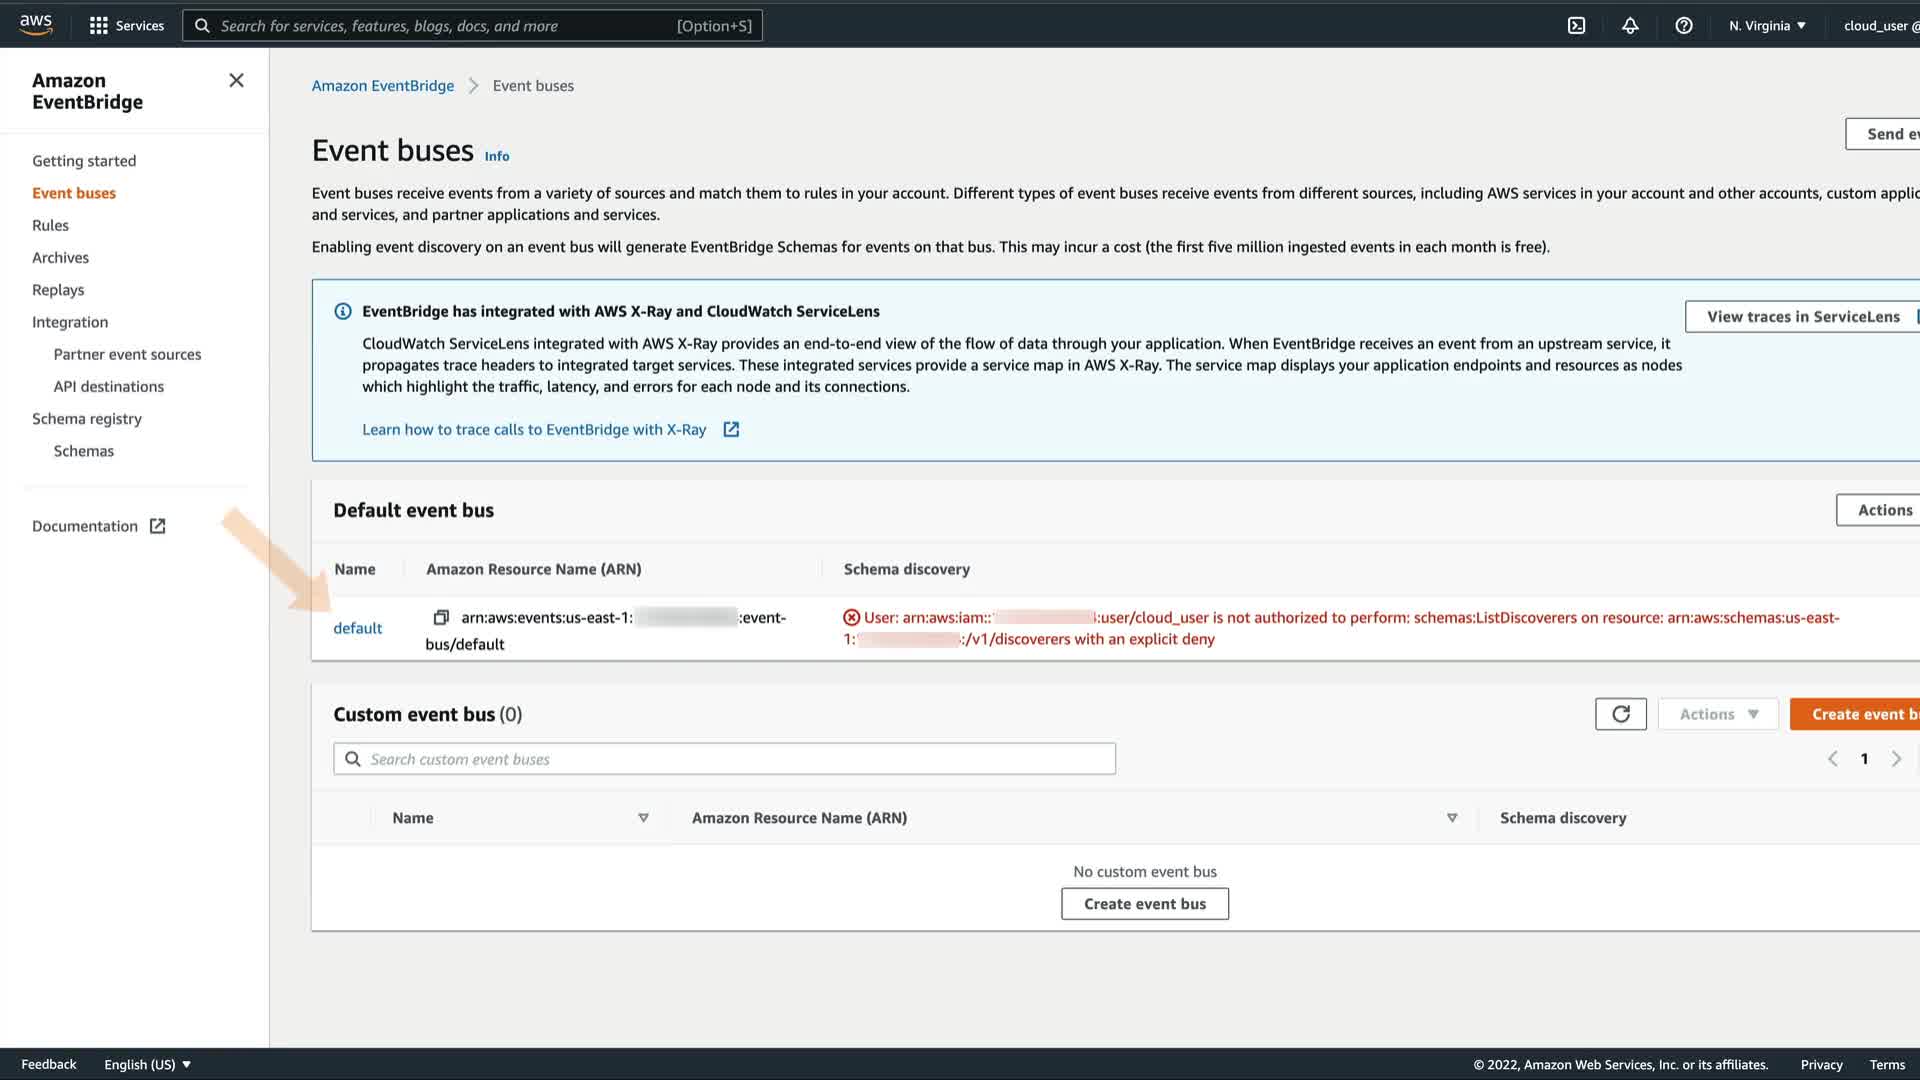 aws
Services
Search for services, features, blogs, docs, and more
[Option+S]
N. Virginia
cloud_user @
Amazon
EventBridge
Getting started
Event buses
Rules
Archives
Replays
Integration
Partner event sources
API destinations
Schema registry
Schemas
Documentation
Amazon EventBridge
Event buses
Event buses Info
Send
Event buses receive events from a variety of sources and match them to rules in your account. Different types of event buses receive events from different sources, including AWS services in your account and other accounts, custom
and services, and partner applications and services.
Enabling event discovery on an event bus will generate EventBridge Schemas for events on that bus. This may incur a cost (the first five million ingested events in each month is free).
EventBridge has integrated with AWS X-Ray and CloudWatch ServiceLens
View traces in ServiceLens
CloudWatch ServiceLens integrated with AWS X-Ray provides an end-to-end view of the flow of data through your application. When EventBridge receives an event from an upstream service, it
propagates trace headers to integrated target services. These integrated services provide a service map in AWS X-Ray. The service map displays your application endpoints and resources as nodes
which highlight the traffic, latency, and errors for each node and its connections.
Learn how to trace calls to EventBridge with X-Ray
Default event bus
Actions
Name
Amazon Resource Name (ARN)
Schema discovery
default
arn:aws:events:us-east-1: :event-
bus/default
User: arn:aws:iam:: :user/cloud_user is not authorized to perform: schemas:ListDiscoverers on resource: arn:aws:schemas:us-east-
1: :/v1/discoverers with an explicit deny
Custom event bus (0)
Actions
Create event
Search custom event buses
1
Name
Amazon Resource Name (ARN)
Schema discovery
No custom event bus
Create event bus
Feedback
English (US)
© 2022, Amazon Web Services, Inc. or its affiliates.
Privacy
Terms